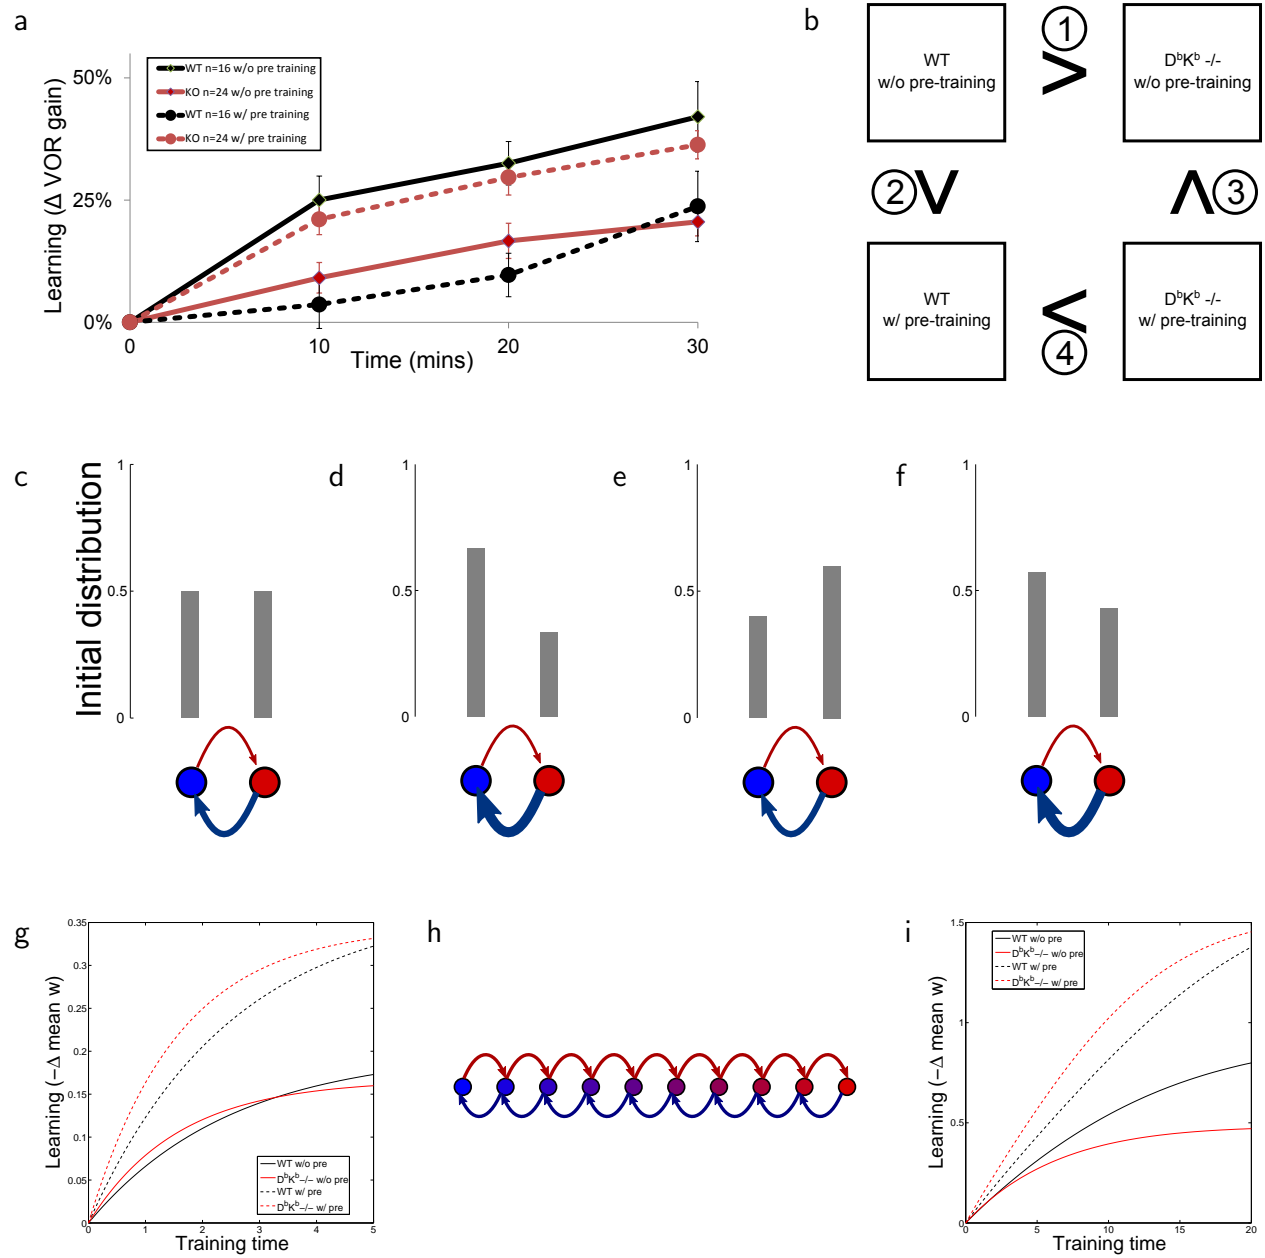 a
50%
25%
0%
0
10
20
30
Learning (Δ VOR gain)
Time (mins)
WT n=16 w/o pre training
KO n=24 w/o pre training
WT n=16 w/ pre training
KO n=24 w/ pre training
b
WT
w/o pre-training
1
>
DᵇKᵇ -/-
w/o pre-training
2
>
>
3
WT
w/ pre-training
<
4
DᵇKᵇ -/-
w/ pre-training
c
Initial distribution
1
0.5
0
d
1
0.5
0
e
1
0.5
0
f
1
0.5
0
g
Learning (−Δ mean w)
0.35
0.3
0.25
0.2
0.15
0.1
0.05
0
0
1
2
3
4
5
Training time
WT w/o pre
DᵇKᵇ−/− w/o pre
WT w/ pre
DᵇKᵇ−/− w/ pre
h
i
Learning (−Δ mean w)
1.5
1
0.5
0
0
5
10
15
20
Training time
WT w/o pre
DᵇKᵇ−/− w/o pre
WT w/ pre
DᵇKᵇ−/− w/ pre